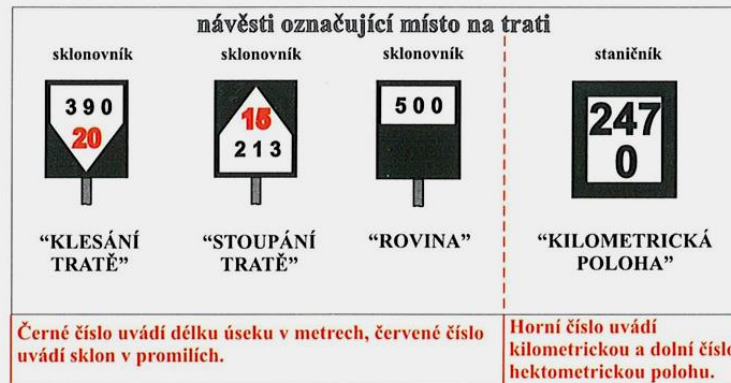 návěsti označující místo na trati
sklonovník
sklonovník
sklonovník
staničník
390
20
15
213
500
247
0
“KLESÁNÍ
TRATĚ”
“STOUPÁNÍ
TRATĚ”
“ROVINA”
“KILOMETRICKÁ
POLOHA”
Černé číslo uvádí délku úseku v metrech, červené číslo
uvádí sklon v promilích.
Horní číslo uvádí
kilometrickou a dolní číslo
hektometrickou polohu.